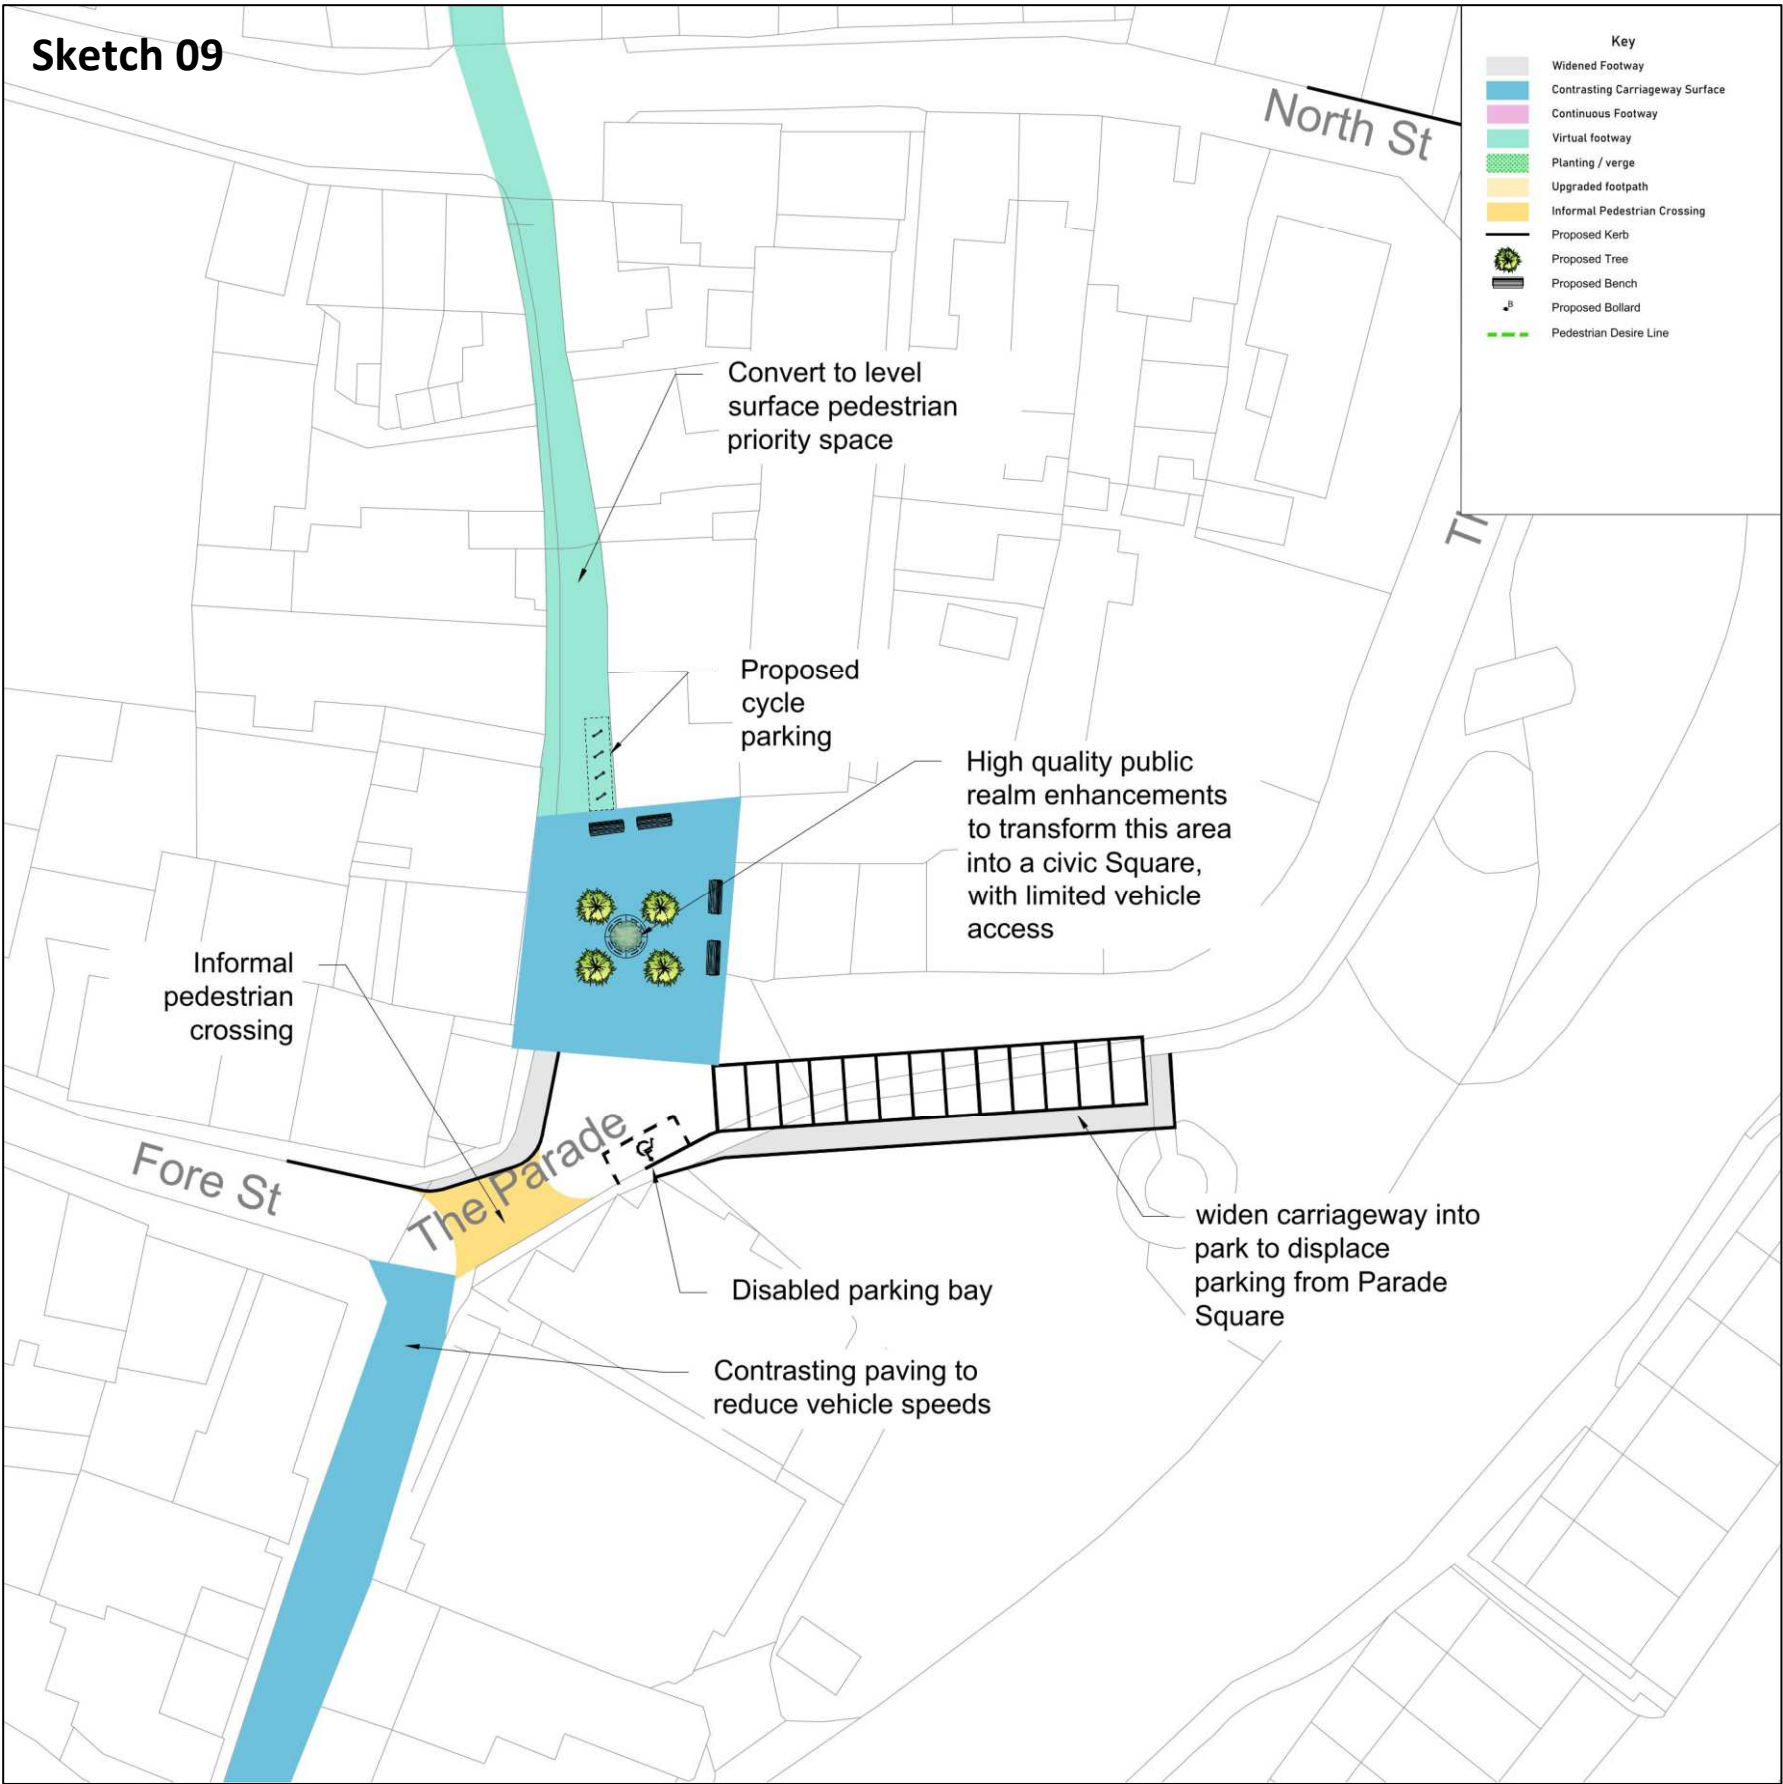 Sketch 09
Key
Widened Footway
Contrasting Carriageway Surface
Continuous Footway
Virtual footway
Planting / verge
Upgraded footpath
Informal Pedestrian Crossing
Proposed Kerb
Proposed Tree
Proposed Bench
B
Proposed Bollard
Pedestrian Desire Line
North St
Convert to level
surface pedestrian
priority space
Proposed
cycle
parking
High quality public
realm enhancements
to transform this area
into a civic Square,
with limited vehicle
access
Informal
pedestrian
crossing
Fore St
The Parade
widen carriageway into
park to displace
parking from Parade
Square
Disabled parking bay
Contrasting paving to
reduce vehicle speeds